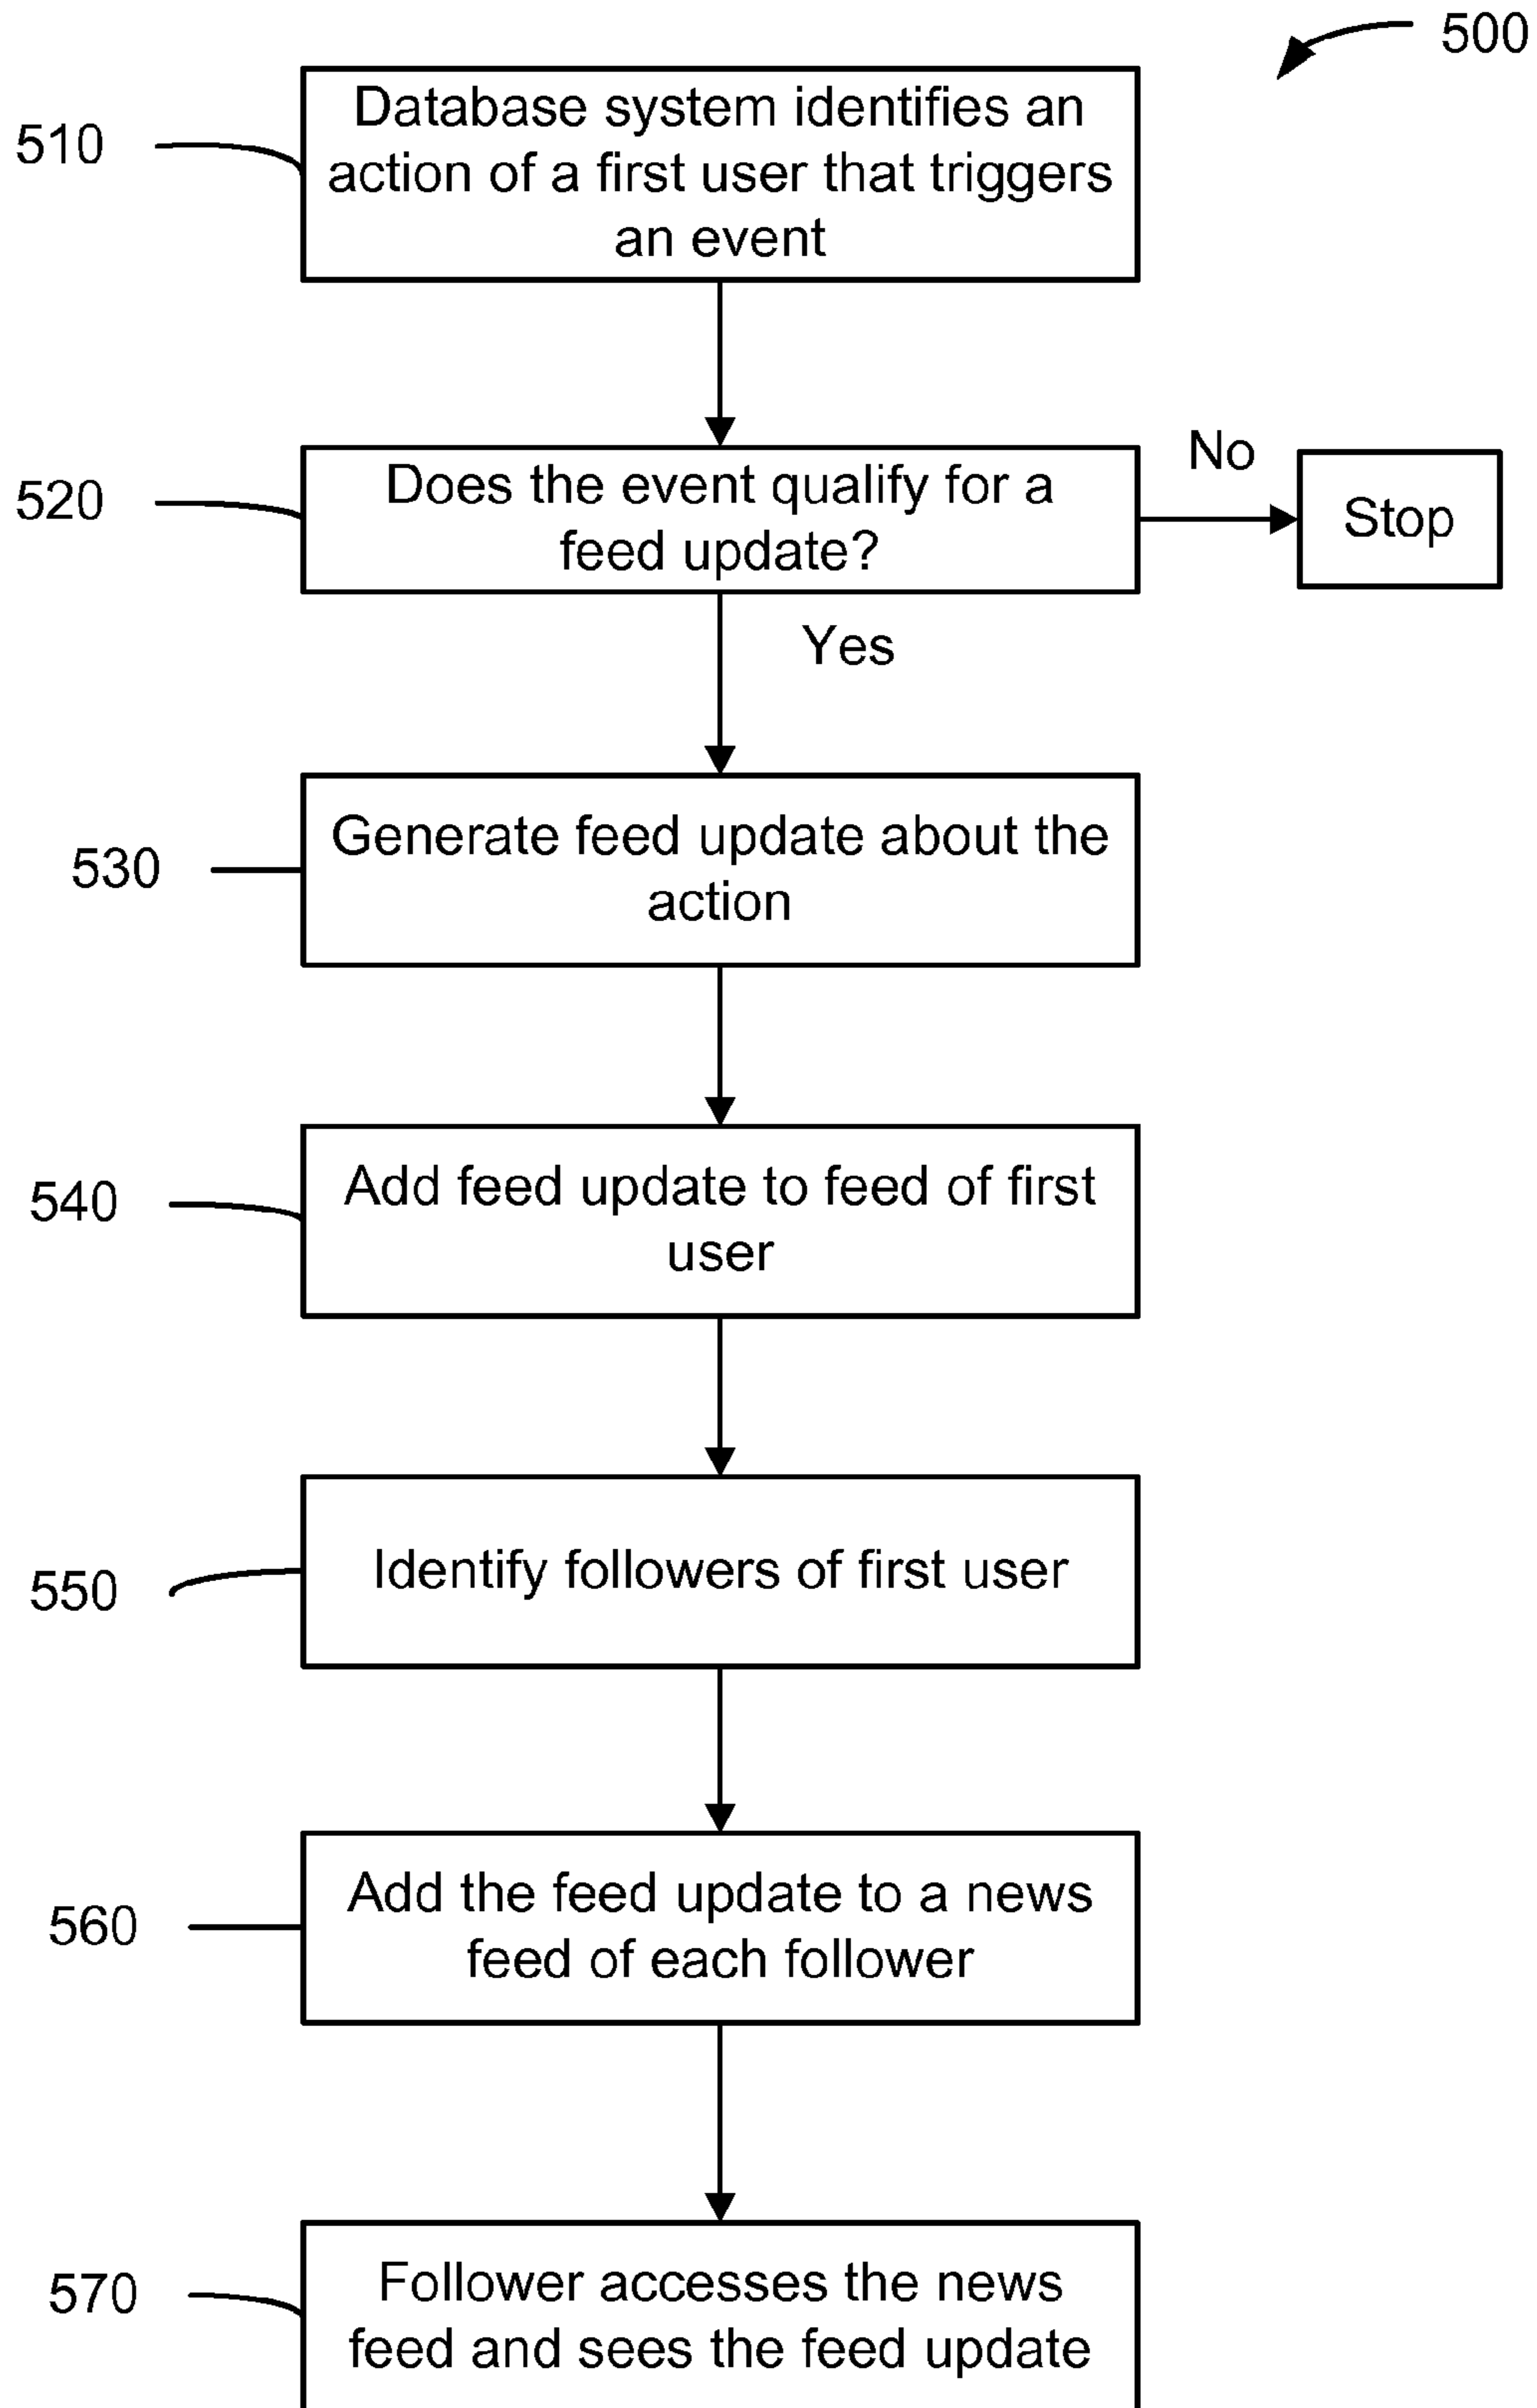 500
510
Database system identifies an
action of a first user that triggers
an event
520
Does the event qualify for a
feed update?
No
Stop
Yes
530
Generate feed update about the
action
540
Add feed update to feed of first
user
550
Identify followers of first user
560
Add the feed update to a news
feed of each follower
570
Follower accesses the news
feed and sees the feed update